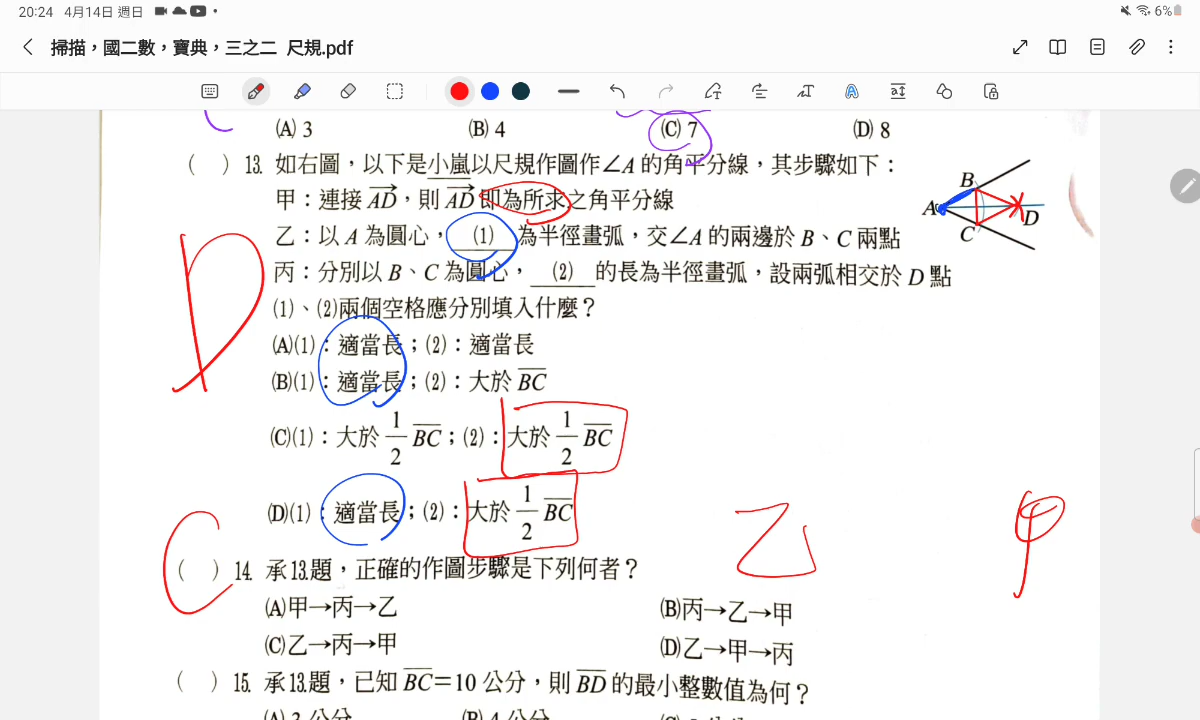 20:24 4月14日 週日
6%
掃描，國二數，寶典，三之二 尺規.pdf
(A) 3 (B) 4 (C) 7 (D) 8
( ) 13. 如右圖，以下是小嵐以尺規作圖作∠A 的角平分線，其步驟如下：
甲：連接 AD，則 AD 即為所求之角平分線
乙：以 A 為圓心， (1) 為半徑畫弧，交∠A 的兩邊於 B、C 兩點
丙：分別以 B、C 為圓心， (2) 的長為半徑畫弧，設兩弧相交於 D 點
(1)、(2)兩個空格應分別填入什麼？
(A)(1)：適當長；(2)：適當長
(B)(1)：適當長；(2)：大於 BC
(C)(1)：大於 1/2 BC；(2)：大於 1/2 BC
(D)(1)：適當長；(2)：大於 1/2 BC
A
B
C
D
D
C
乙
甲
( ) 14. 承13.題，正確的作圖步驟是下列何者？
(A)甲→丙→乙 (B)丙→乙→甲
(C)乙→丙→甲 (D)乙→甲→丙
( ) 15. 承13.題，已知 BC＝10 公分，則 BD 的最小整數值為何？
(A) 3 公分 (B) 4 公分